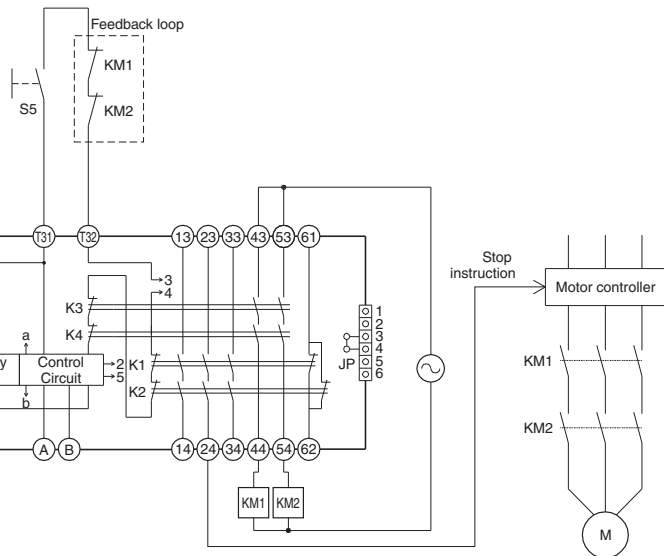 Feedback loop
KM1
KM2
S5
T31 T32 13 23 33 43 53 61
Stop
instruction
Motor controller
3
4
K3
K4
1
2
3
4
5
6
JP
a
y
Control
Circuit
2
5
b
K1
K2
KM1
KM2
A B 14 24 34 44 54 62
KM1 KM2
M